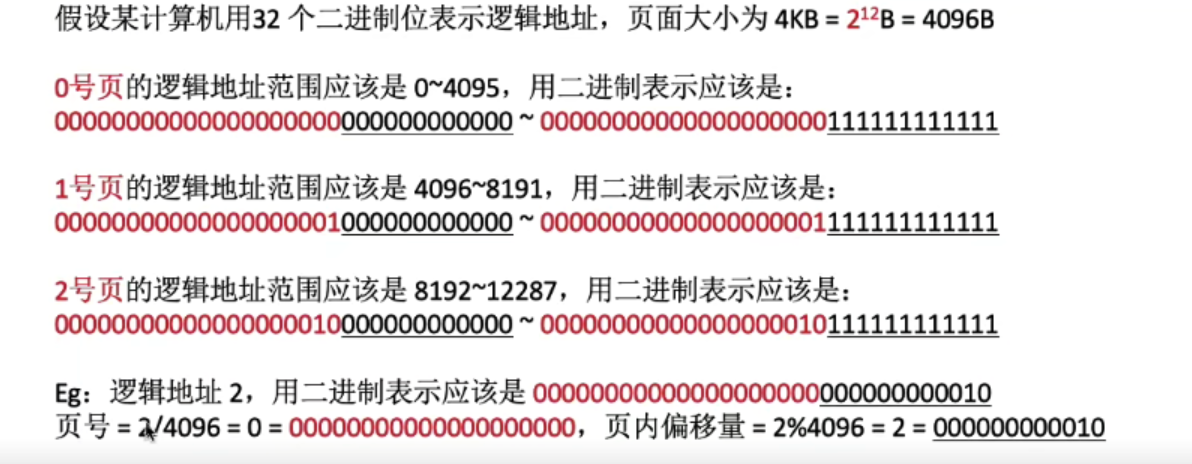 假设某计算机用32 个二进制位表示逻辑地址，页面大小为 4KB = 2¹²B = 4096B
0号页的逻辑地址范围应该是 0~4095，用二进制表示应该是：
00000000000000000000000000000000 ~ 00000000000000000000111111111111
1号页的逻辑地址范围应该是 4096~8191，用二进制表示应该是：
00000000000000000001000000000000 ~ 00000000000000000001111111111111
2号页的逻辑地址范围应该是 8192~12287，用二进制表示应该是：
00000000000000000010000000000000 ~ 00000000000000000010111111111111
Eg：逻辑地址 2，用二进制表示应该是 00000000000000000000000000000010
页号 = 2/4096 = 0 = 00000000000000000000，页内偏移量 = 2%4096 = 2 = 000000000010